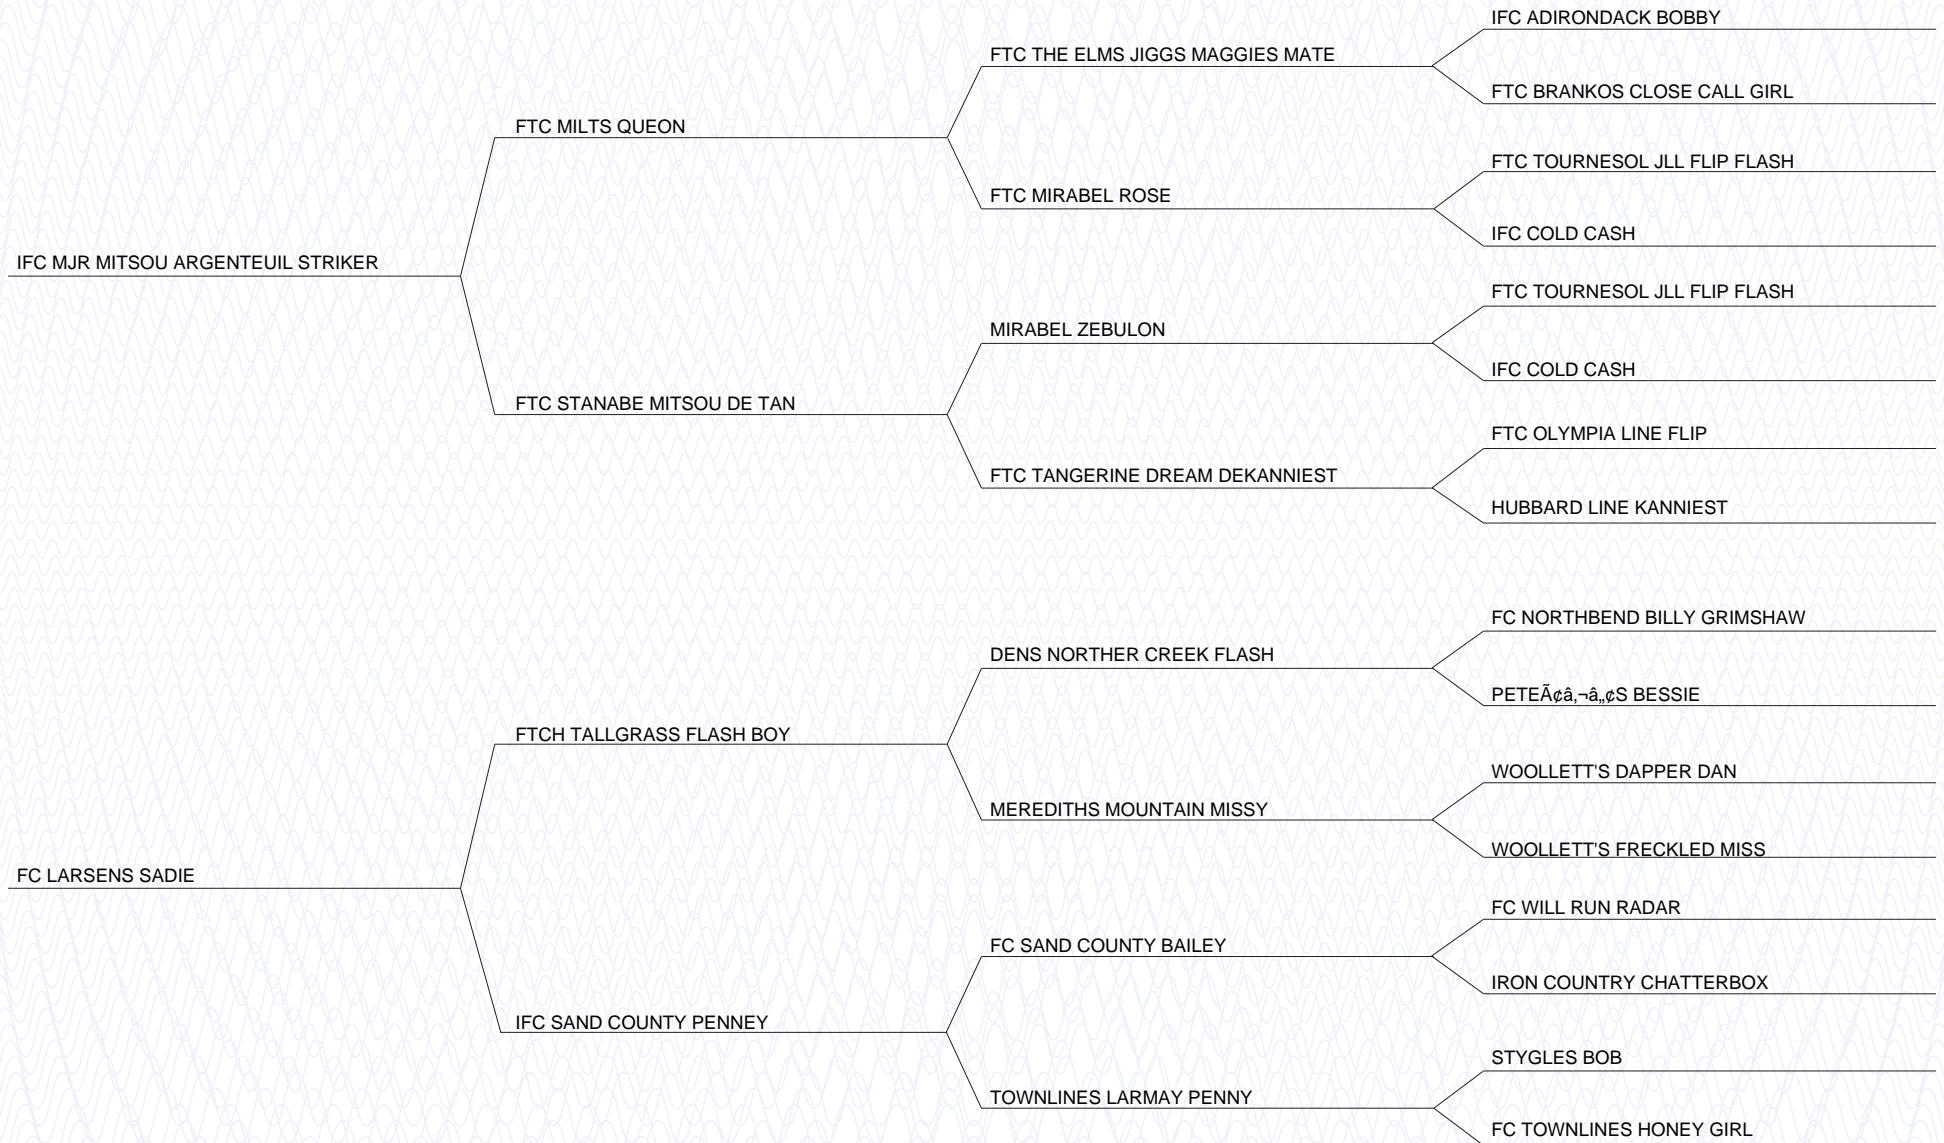 IFC ADIRONDACK BOBBY
FTC THE ELMS JIGGS MAGGIES MATE
FTC BRANKOS CLOSE CALL GIRL
FTC MILTS QUEON
FTC TOURNESOL JLL FLIP FLASH
FTC MIRABEL ROSE
IFC COLD CASH
IFC MJR MITSOU ARGENTEUIL STRIKER
FTC TOURNESOL JLL FLIP FLASH
MIRABEL ZEBULON
IFC COLD CASH
FTC STANABE MITSOU DE TAN
FTC OLYMPIA LINE FLIP
FTC TANGERINE DREAM DEKANNIEST
HUBBARD LINE KANNIEST
FC NORTHBEND BILLY GRIMSHAW
DENS NORTHER CREEK FLASH
PETEÃ¢â‚¬â„¢S BESSIE
FTCH TALLGRASS FLASH BOY
WOOLLETT'S DAPPER DAN
MEREDITHS MOUNTAIN MISSY
WOOLLETT'S FRECKLED MISS
FC LARSENS SADIE
FC WILL RUN RADAR
FC SAND COUNTY BAILEY
IRON COUNTRY CHATTERBOX
IFC SAND COUNTY PENNEY
STYGLES BOB
TOWNLINES LARMAY PENNY
FC TOWNLINES HONEY GIRL